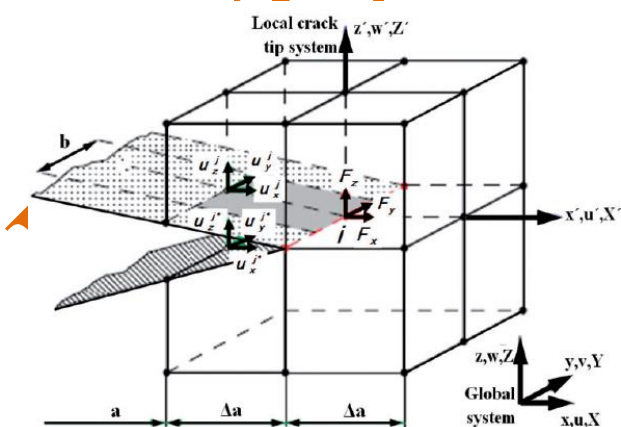 Local crack
tip system
z´,w´,Z´
b
u_z^j u_y^j u_x^j
u_z^j* u_y^j* u_x^j*
F_z
F_y
F_x
i
x´,u´,X´
z,w,Z
y,v,Y
Global
system
x,u,X
a
Δa
Δa